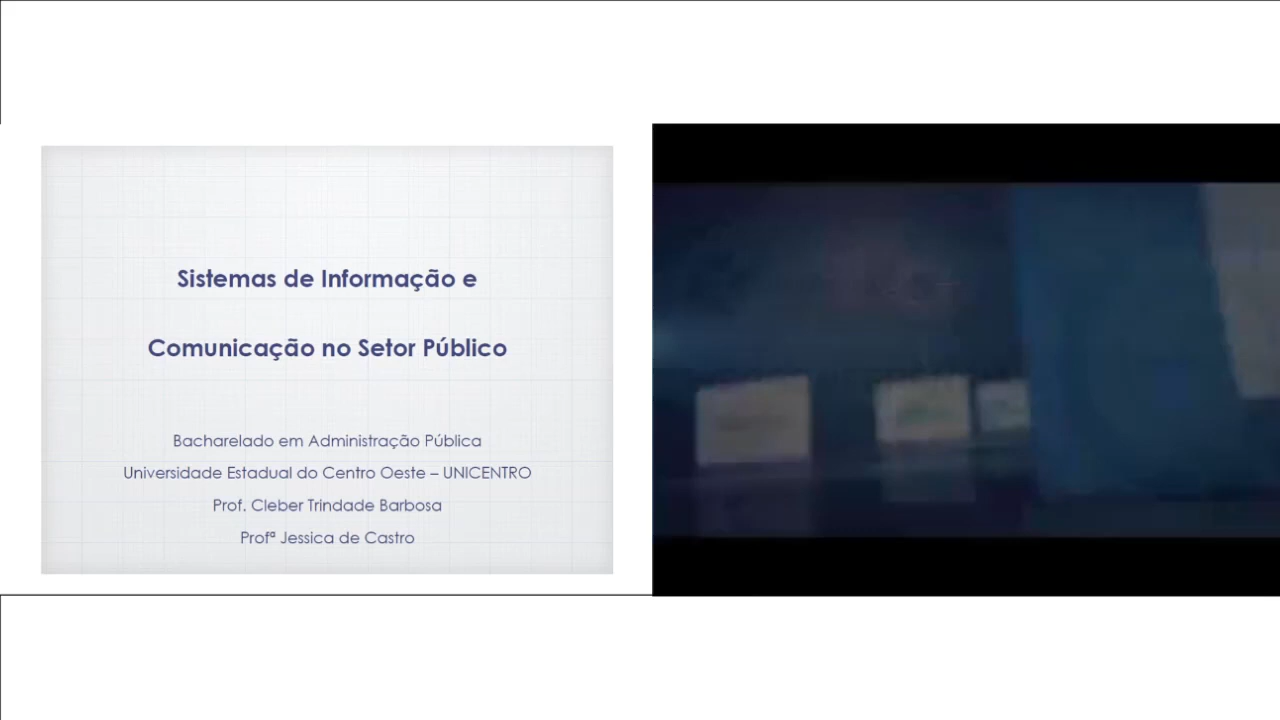 Sistemas de Informação e
Comunicação no Setor Público
Bacharelado em Administração Pública
Universidade Estadual do Centro Oeste – UNICENTRO
Prof. Cleber Trindade Barbosa
Profª Jessica de Castro